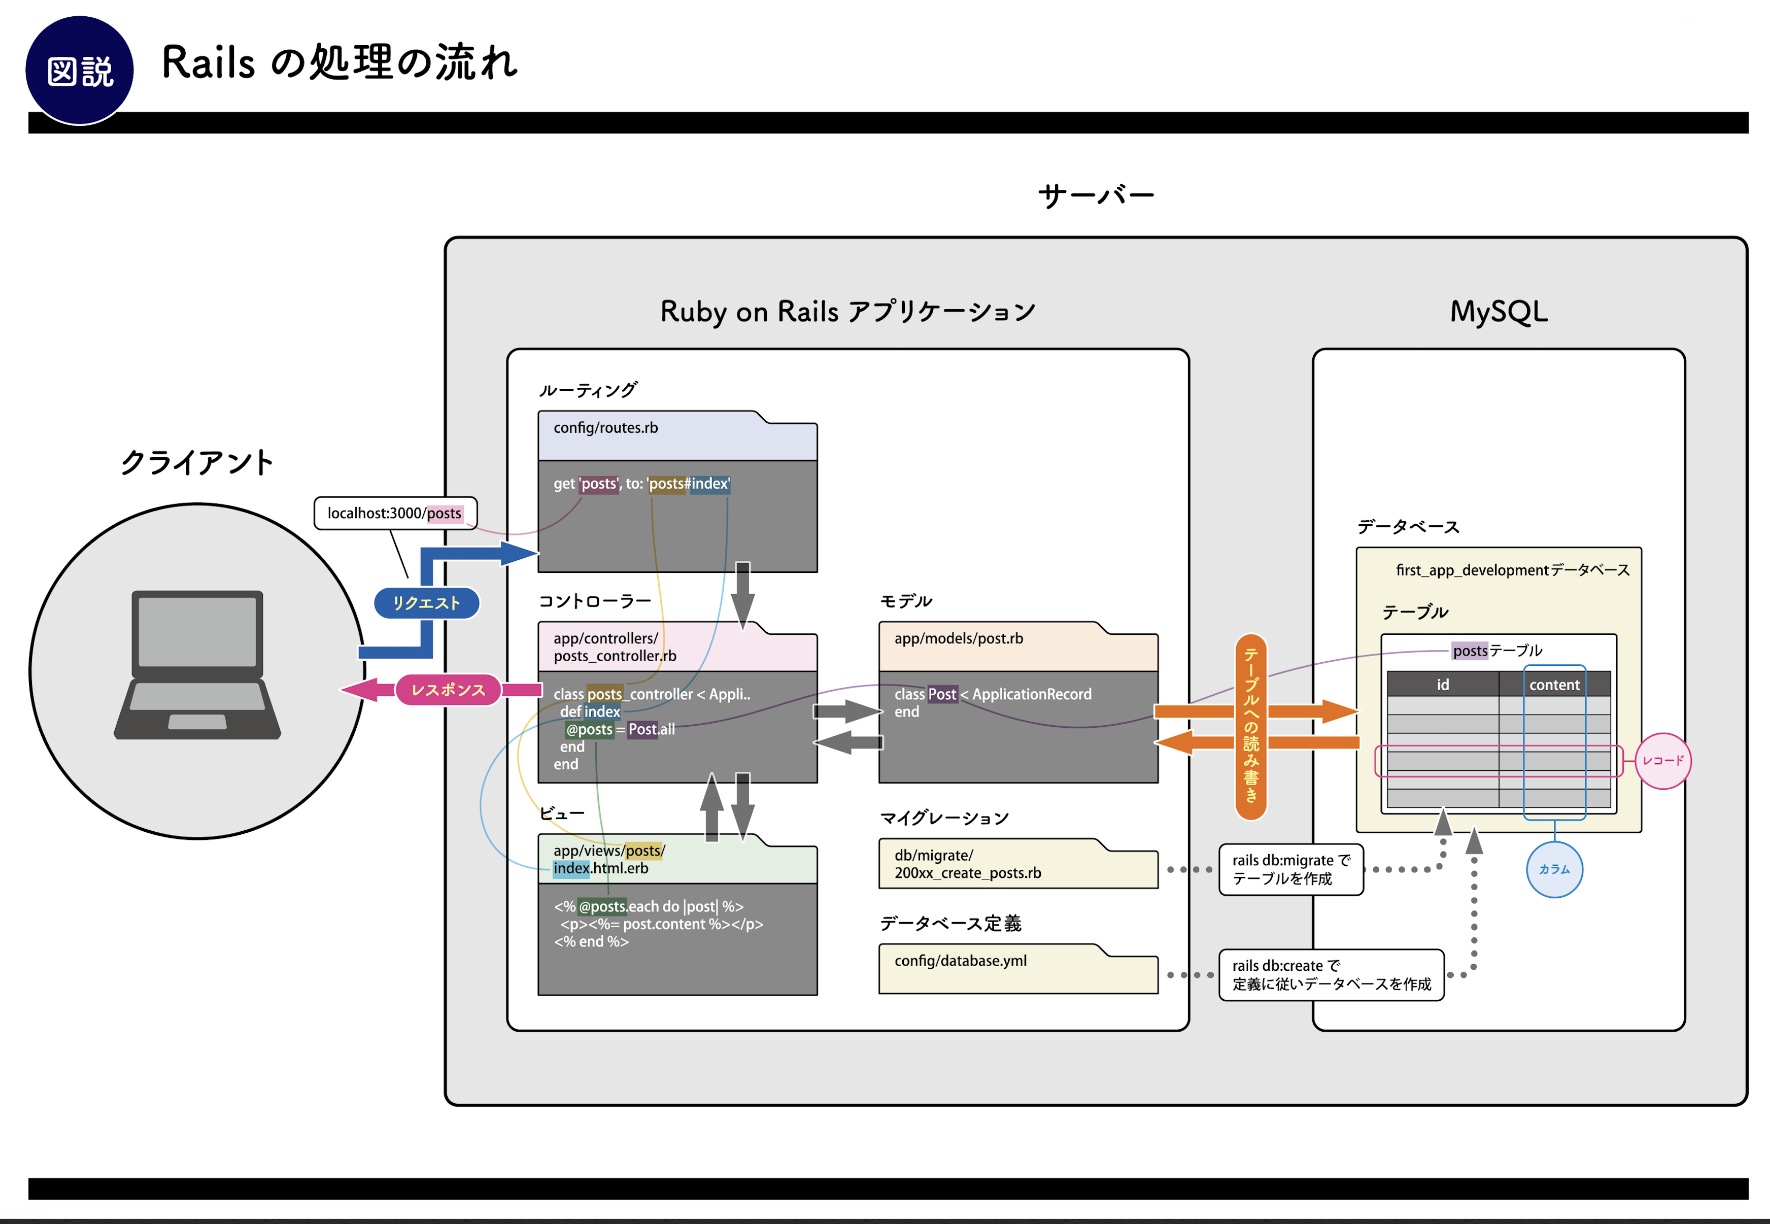 図説
Rails の処理の流れ
サーバー
Ruby on Rails アプリケーション
MySQL
クライアント
localhost:3000/posts
リクエスト
レスポンス
ルーティング
config/routes.rb
get 'posts', to: 'posts#index'
コントローラー
app/controllers/
posts_controller.rb
class posts_controller < Appli..
def index
@posts = Post.all
end
end
ビュー
app/views/posts/
index.html.erb
<% @posts.each do |post| %>
<p><%= post.content %></p>
<% end %>
モデル
app/models/post.rb
class Post < ApplicationRecord
end
マイグレーション
db/migrate/
200xx_create_posts.rb
データベース定義
config/database.yml
テーブルへの読み書き
rails db:migrate で
テーブルを作成
rails db:create で
定義に従いデータベースを作成
データベース
first_app_developmentデータベース
テーブル
postsテーブル
id
content
レコード
カラム